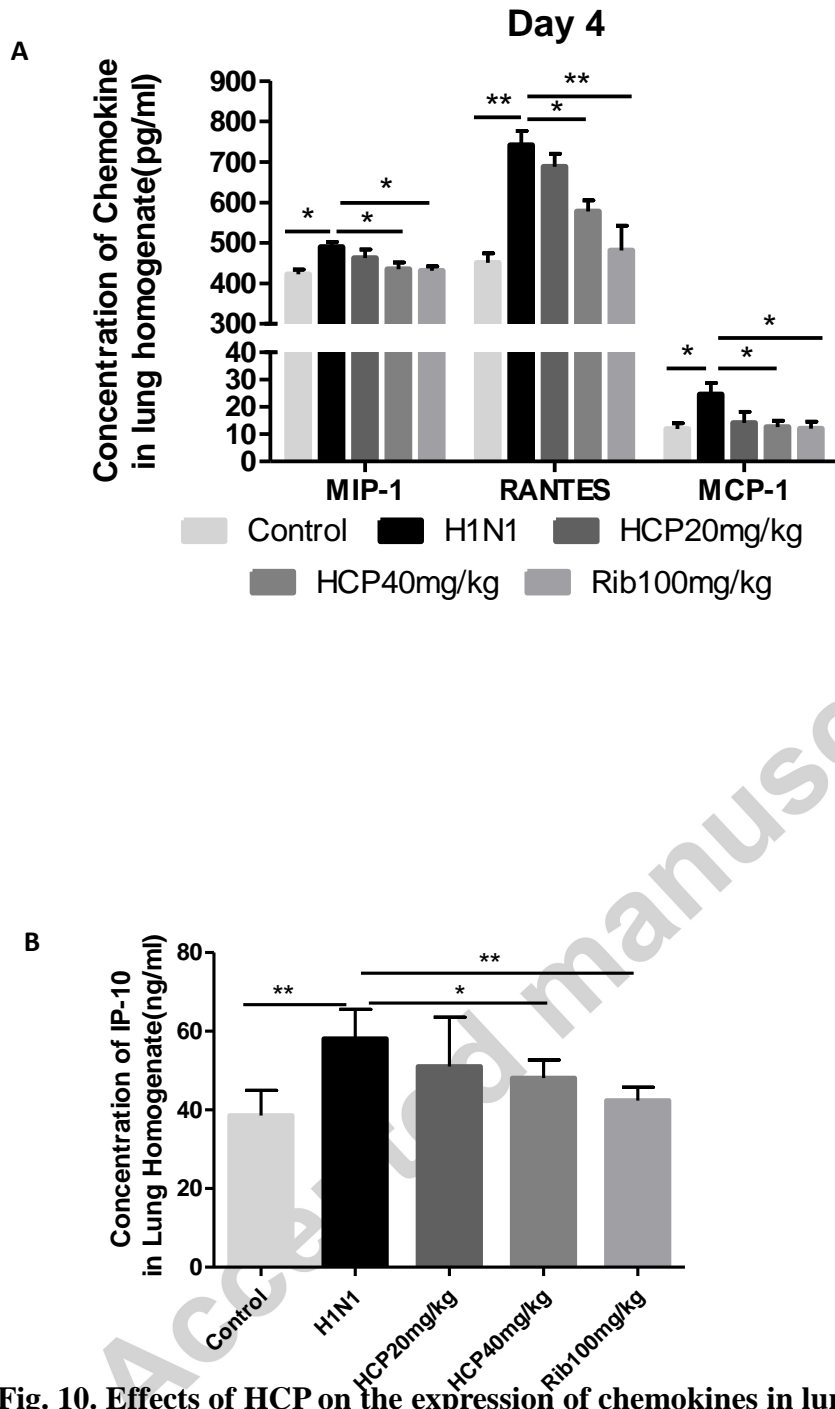 Day 4
A
Concentration of Chemokine
in lung homogenate(pg/ml)
900
800
700
600
500
400
300
40
30
20
10
0
* * *
** * **
* * *
MIP-1 RANTES MCP-1
Control H1N1 HCP20mg/kg
HCP40mg/kg Rib100mg/kg
B
Concentration of IP-10
in Lung Homogenate(ng/ml)
80
60
40
20
0
** * **
Control H1N1 HCP20mg/kg HCP40mg/kg Rib100mg/kg
Accepted manusc
Fig. 10. Effects of HCP on the expression of chemokines in lun